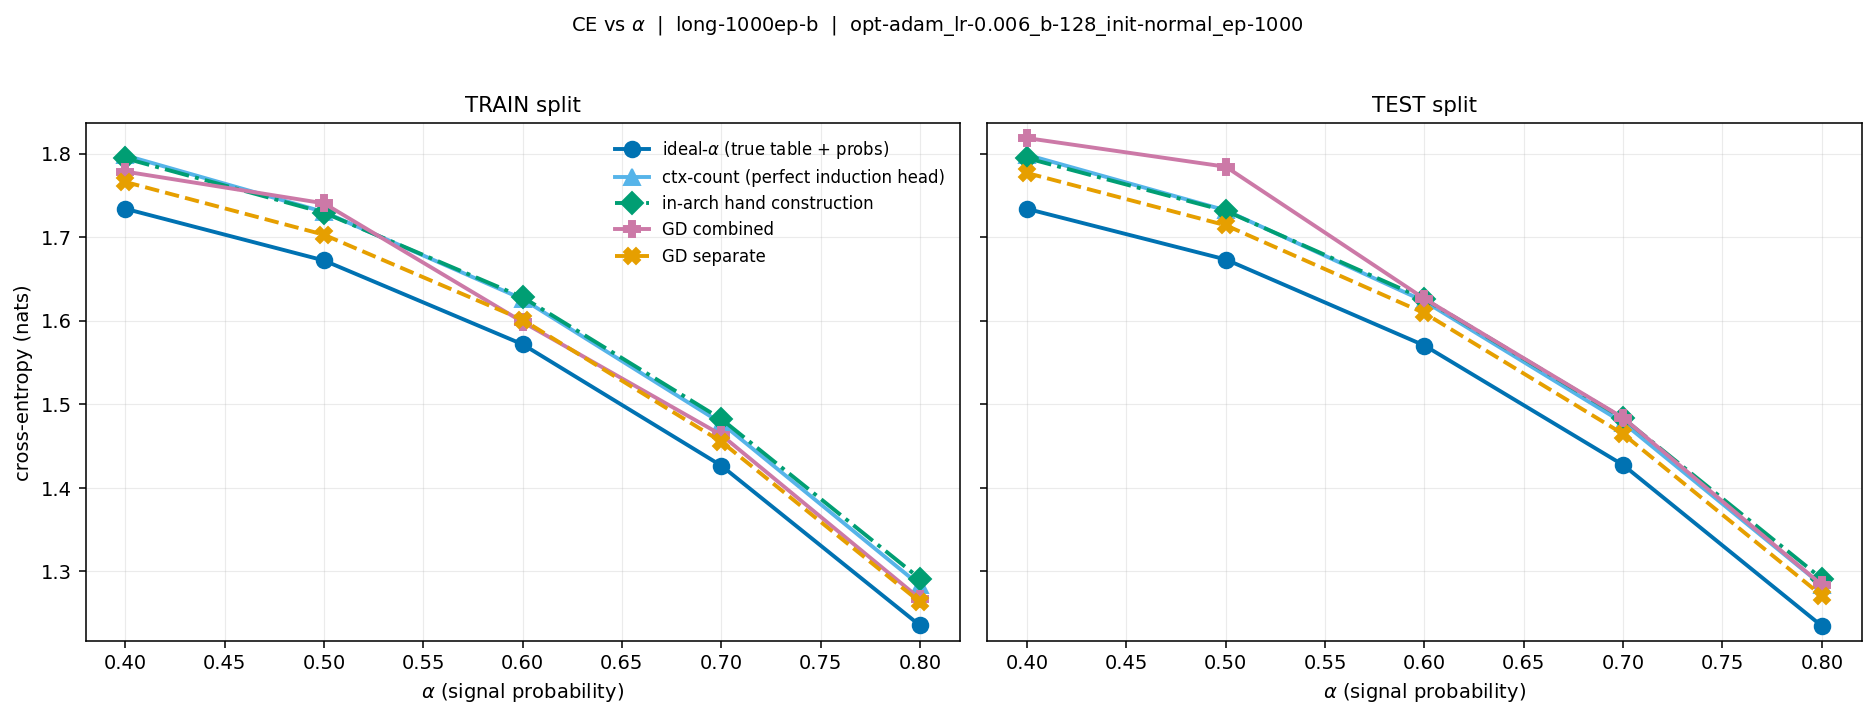 CE vs α | long-1000ep-b | opt-adam_lr-0.006_b-128_init-normal_ep-1000
TRAIN split
ideal-α (true table + probs)
ctx-count (perfect induction head)
in-arch hand construction
GD combined
GD separate
cross-entropy (nats)
1.8
1.7
1.6
1.5
1.4
1.3
0.40 0.45 0.50 0.55 0.60 0.65 0.70 0.75 0.80
α (signal probability)
TEST split
0.40 0.45 0.50 0.55 0.60 0.65 0.70 0.75 0.80
α (signal probability)